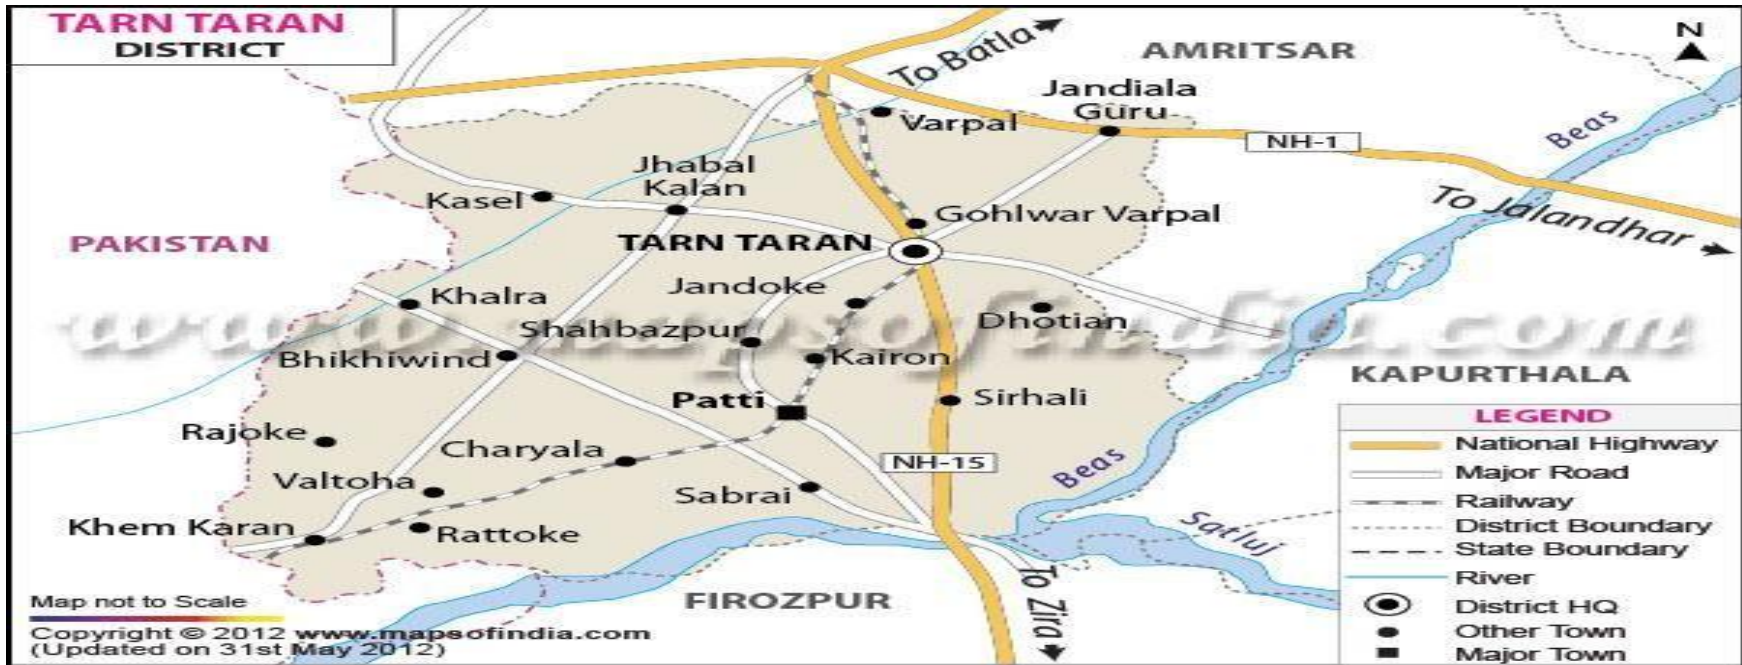 TARN TARAN
DISTRICT
To Batla
AMRITSAR
N
Jandiala
Guru
Varpal
NH-1
Beas
Jhabal
Kalan
Kasel
Gohlwar Varpal
To Jalandhar
PAKISTAN
TARN TARAN
Jandoke
Khalra
Dhotian
Shahbazpur
www.mapsofindia.com
Bhikhiwind
Kairon
KAPURTHALA
Patti
Sirhali
LEGEND
Rajoke
Charyala
NH-15
Beas
National Highway
Valtoha
Sabrai
Major Road
Khem Karan
Rattoke
Satluj
Railway
District Boundary
State Boundary
River
To Zira
FIROZPUR
District HQ
Other Town
Major Town
Map not to Scale
Copyright © 2012 www.mapsofindia.com
(Updated on 31st May 2012)